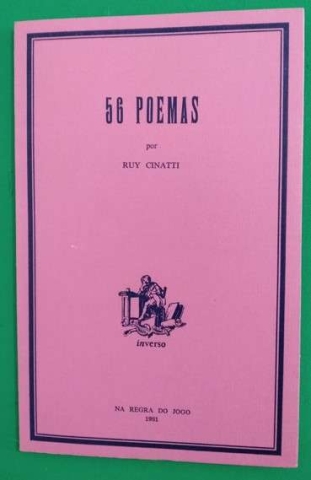 56 POEMAS
por
RUY CINATTI
inverso
NA REGRA DO JOGO
1981